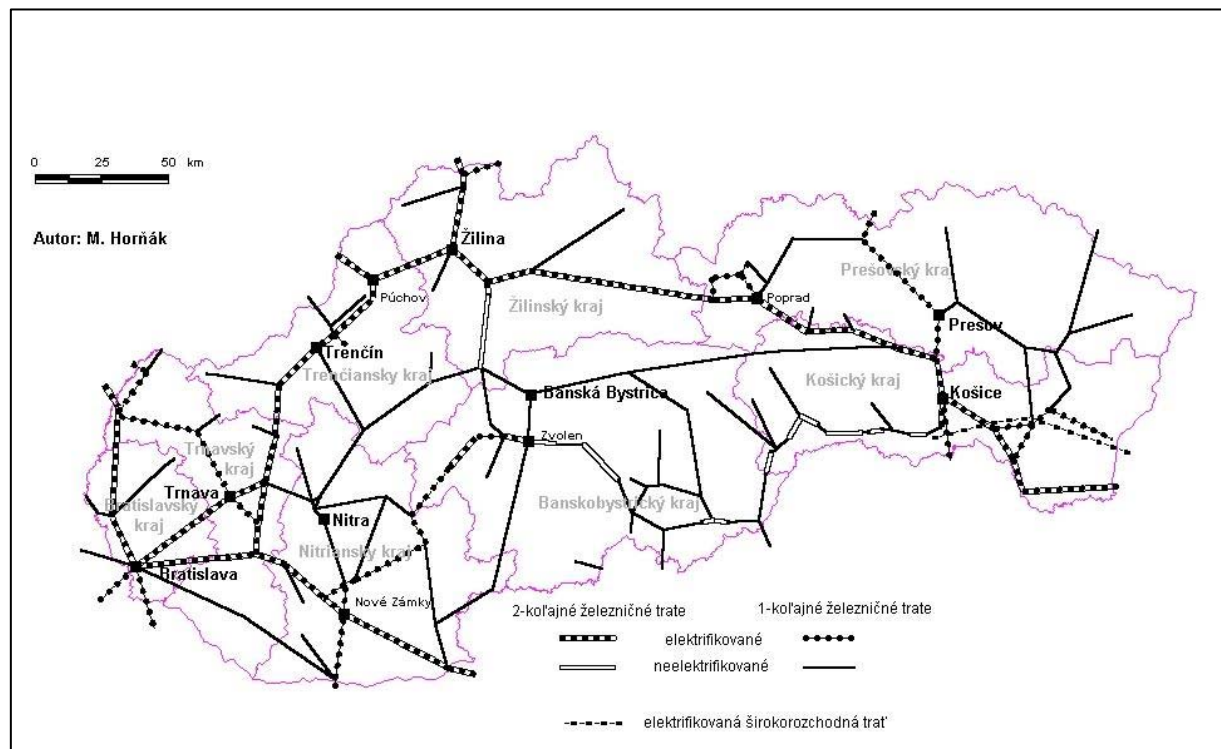 0 25 50 km
Autor: M. Horňák
Žilina
Púchov
Žilinský kraj
Poprad
Prešovský kraj
Presov
Trenčín
Trenčiansky kraj
Banská Bystrica
Košický kraj
Košice
Zvolen
Trnavský
kraj
Trnava
Bratislavský
kraj
Nitra
Nitriansky kraj
Banskobystrický kraj
Bratislava
Nové Zámky
2-koľajné železničné trate 1-koľajné železničné trate
elektrifikované
neelektrifikované
elektrifikovaná širokorozchodná trať